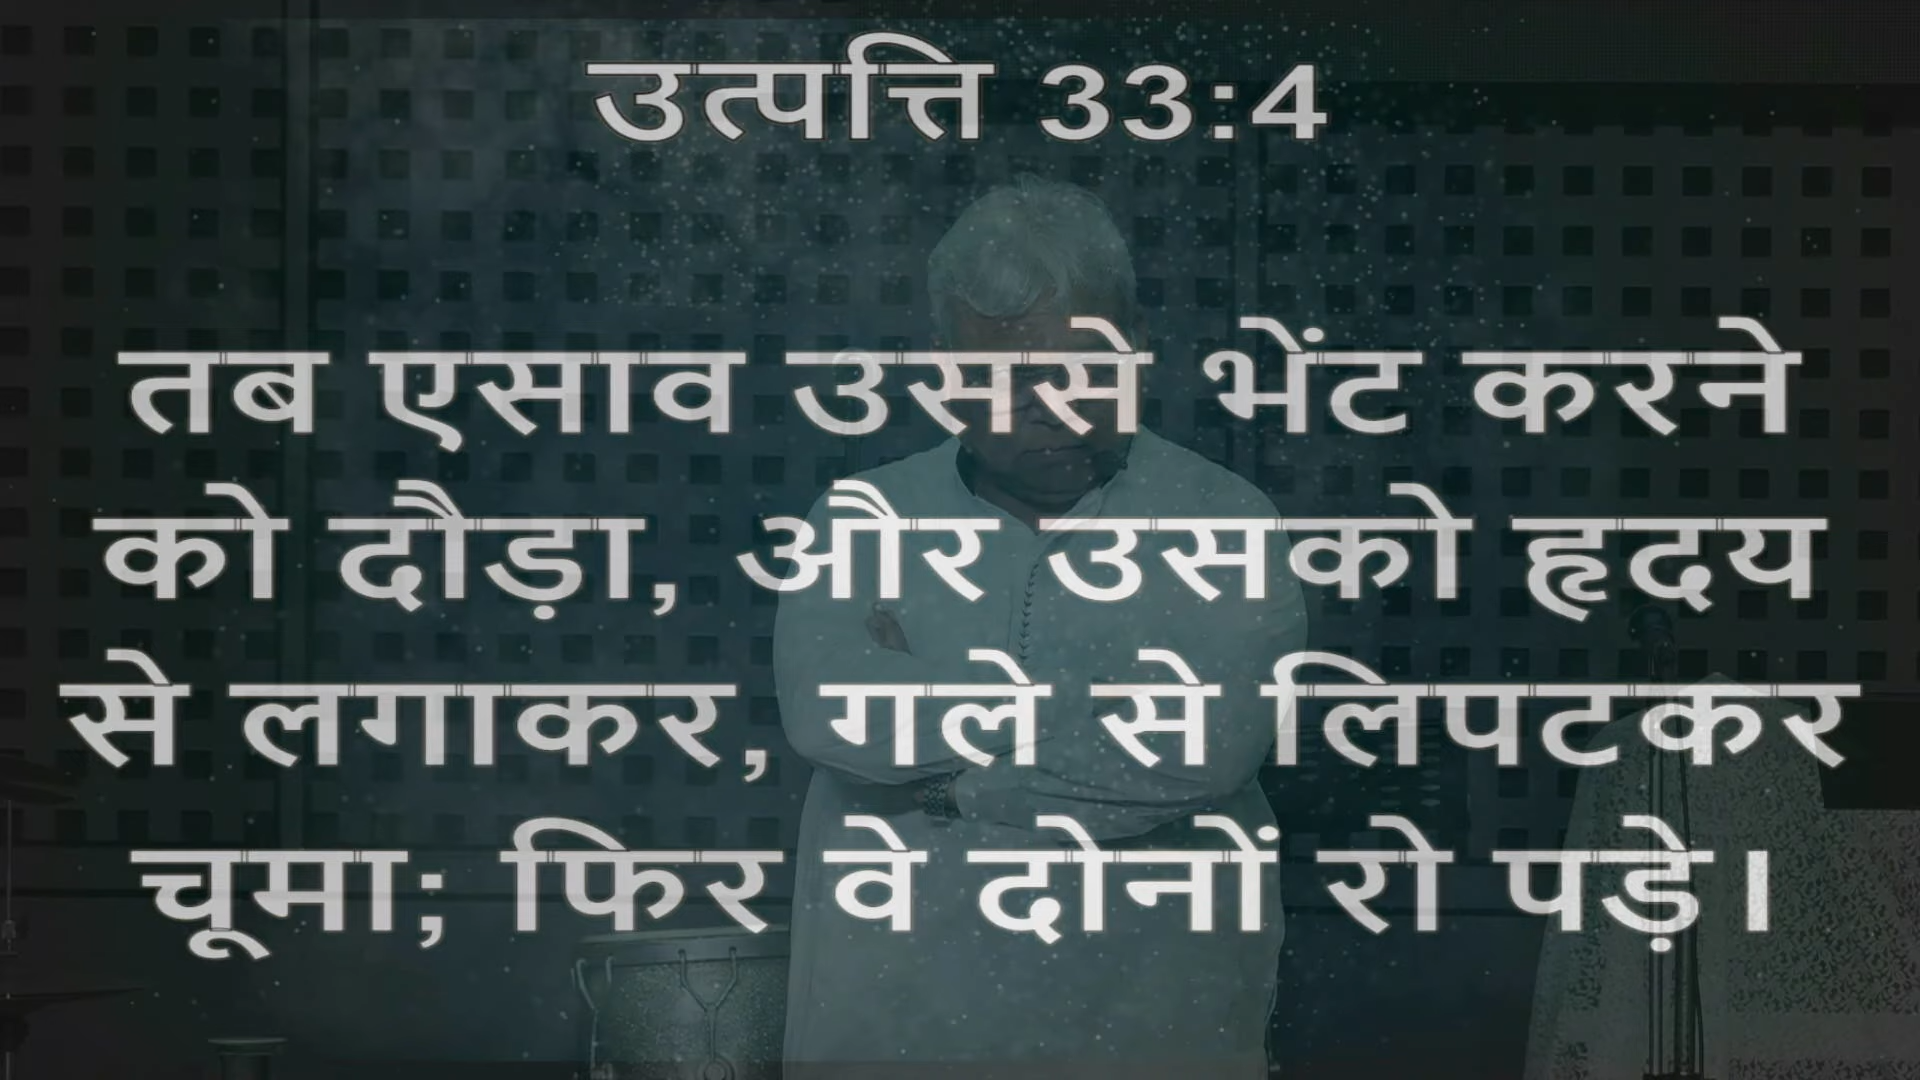 उत्पत्ति 33:4
तब एसाव उससे भेंट करने
को दौड़ा, और उसको हृदय
से लगाकर, गले से लिपटकर
चूमा; फिर वे दोनों रो पड़े।